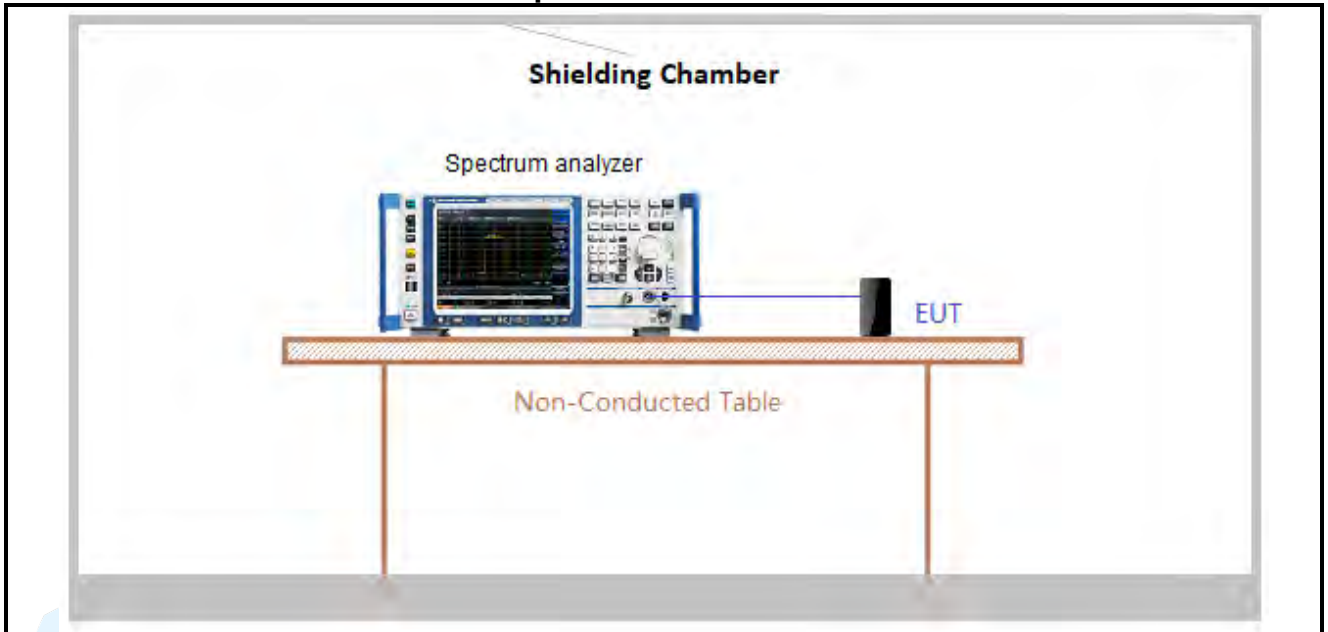 Shielding Chamber
Spectrum analyzer
EUT
Non-Conducted Table